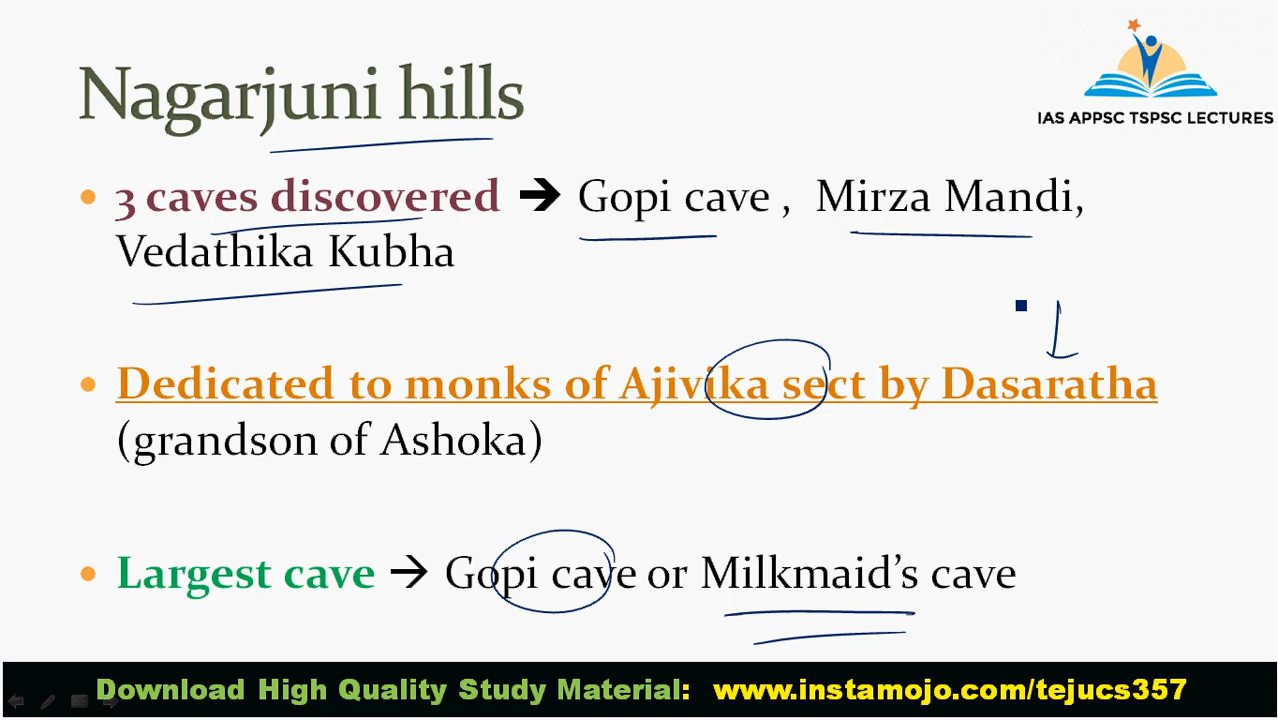 IAS APPSC TSPSC LECTURES
Nagarjuni hills
• 3 caves discovered ➔ Gopi cave , Mirza Mandi,
Vedathika Kubha
• Dedicated to monks of Ajivika sect by Dasaratha
(grandson of Ashoka)
• Largest cave → Gopi cave or Milkmaid’s cave
Download High Quality Study Material: www.instamojo.com/tejucs357